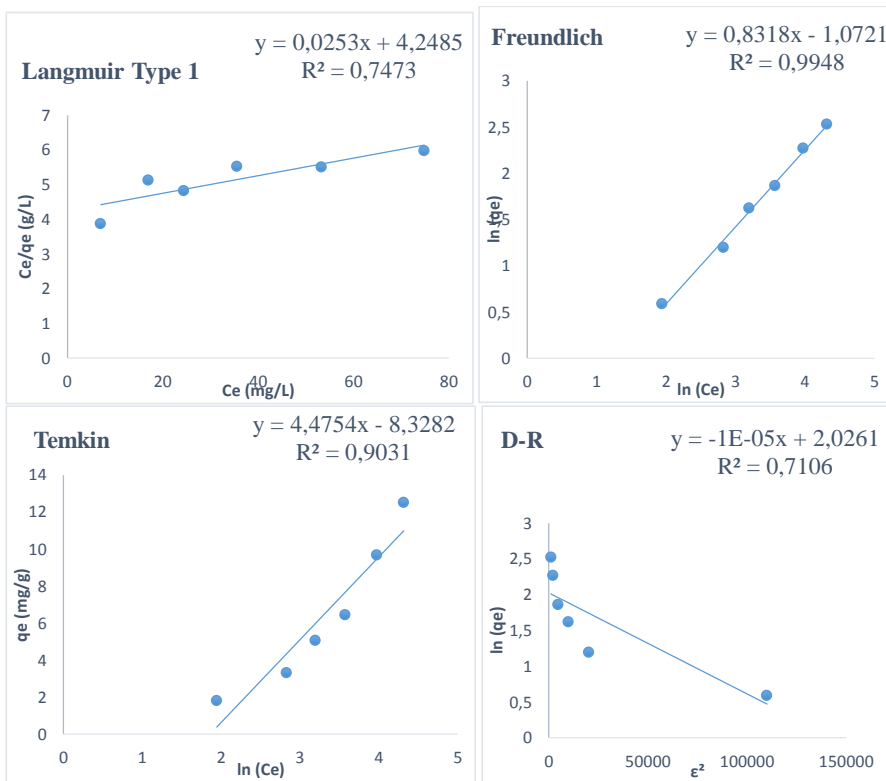 Langmuir Type 1
y = 0,0253x + 4,2485
R² = 0,7473
7
6
5
4
3
2
1
0
Ce/qe (g/L)
0 20 40 60 80
Ce (mg/L)
Freundlich
y = 0,8318x - 1,0721
R² = 0,9948
3
2,5
2
1,5
1
0,5
0
ln (qe)
0 1 2 3 4 5
ln (Ce)
Temkin
y = 4,4754x - 8,3282
R² = 0,9031
14
12
10
8
6
4
2
0
qe (mg/g)
0 1 2 3 4 5
ln (Ce)
D-R
y = -1E-05x + 2,0261
R² = 0,7106
3
2,5
2
1,5
1
0,5
0
ln (qe)
0 50000 100000 150000
ε²